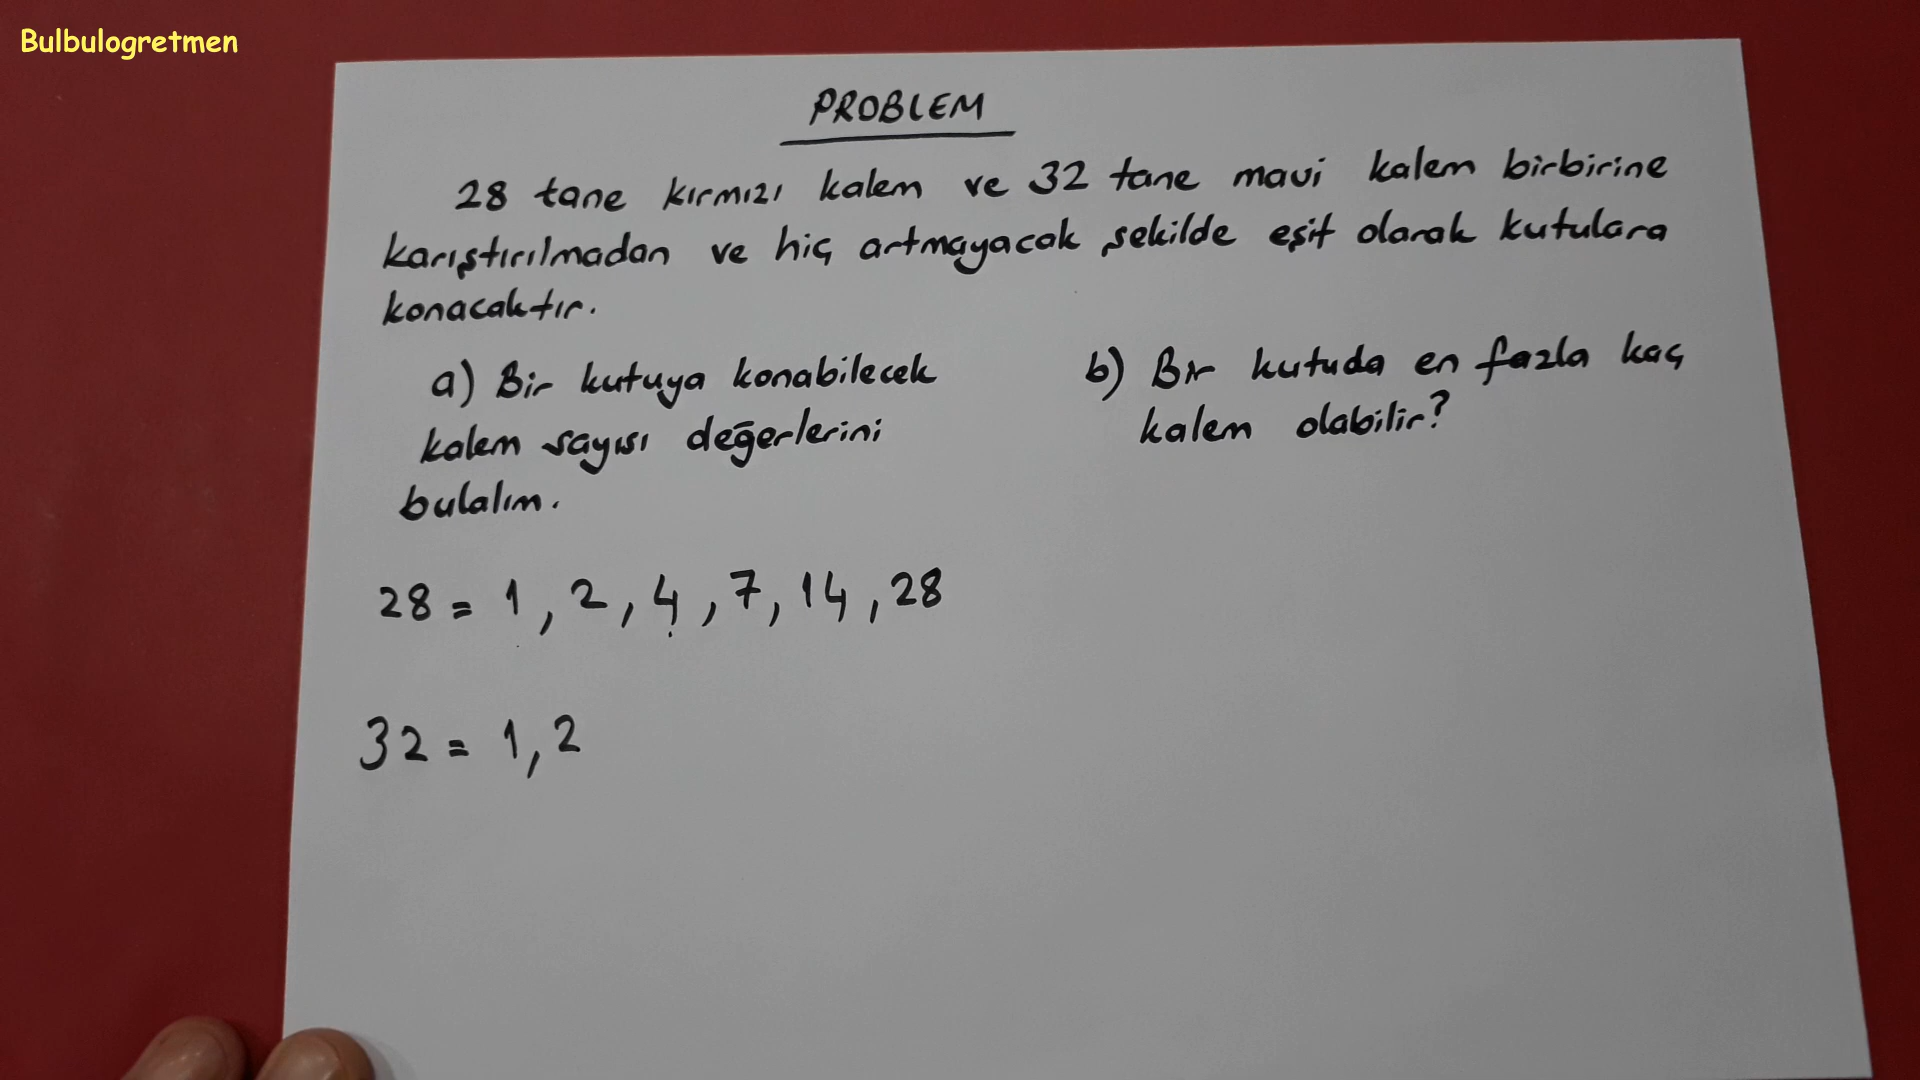 Bulbulogretmen
PROBLEM
28 tane kırmızı kalem ve 32 tane mavi kalem birbirine
karıştırılmadan ve hiç artmayacak şekilde eşit olarak kutulara
konacaktır.
a) Bir kutuya konabilecek
kalem sayısı değerlerini
bulalım.
b) Bir kutuda en fazla kaç
kalem olabilir?
28 = 1, 2, 4, 7, 14, 28
32 = 1, 2